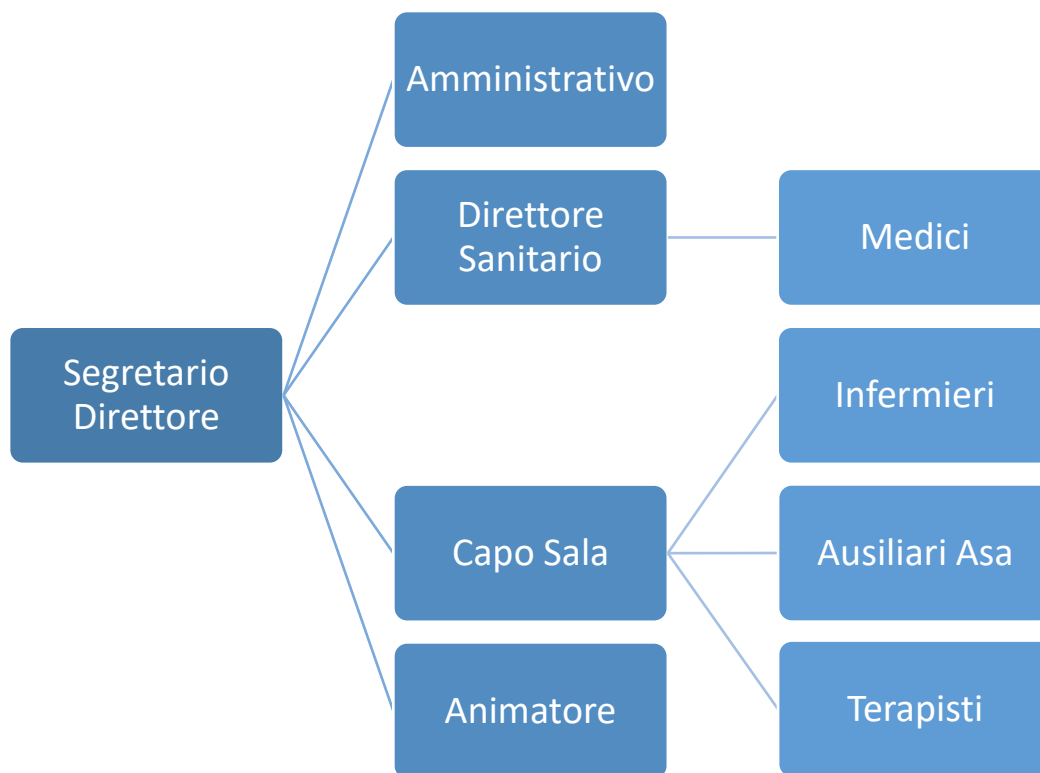 Amministrativo
Direttore
Sanitario
Medici
Segretario
Direttore
Infermieri
Capo Sala
Ausiliari Asa
Animatore
Terapisti